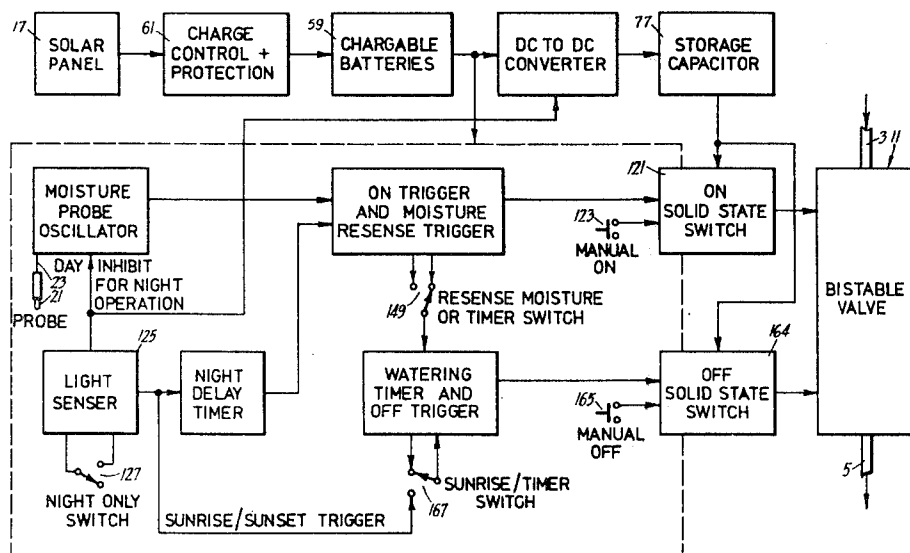 17
SOLAR
PANEL
61
CHARGE
CONTROL +
PROTECTION
59
CHARGABLE
BATTERIES
DC TO DC
CONVERTER
77
STORAGE
CAPACITOR
3
11
MOISTURE
PROBE
OSCILLATOR
ON TRIGGER
AND MOISTURE
RESENSE TRIGGER
121
ON
SOLID STATE
SWITCH
123
MANUAL
ON
23
21
PROBE
DAY INHIBIT
FOR NIGHT
OPERATION
149
RESENSE MOISTURE
OR TIMER SWITCH
BISTABLE
VALVE
125
LIGHT
SENSER
NIGHT
DELAY
TIMER
WATERING
TIMER AND
OFF TRIGGER
164
OFF
SOLID STATE
SWITCH
165
MANUAL
OFF
127
NIGHT ONLY
SWITCH
SUNRISE/SUNSET TRIGGER
167
SUNRISE/TIMER
SWITCH
5